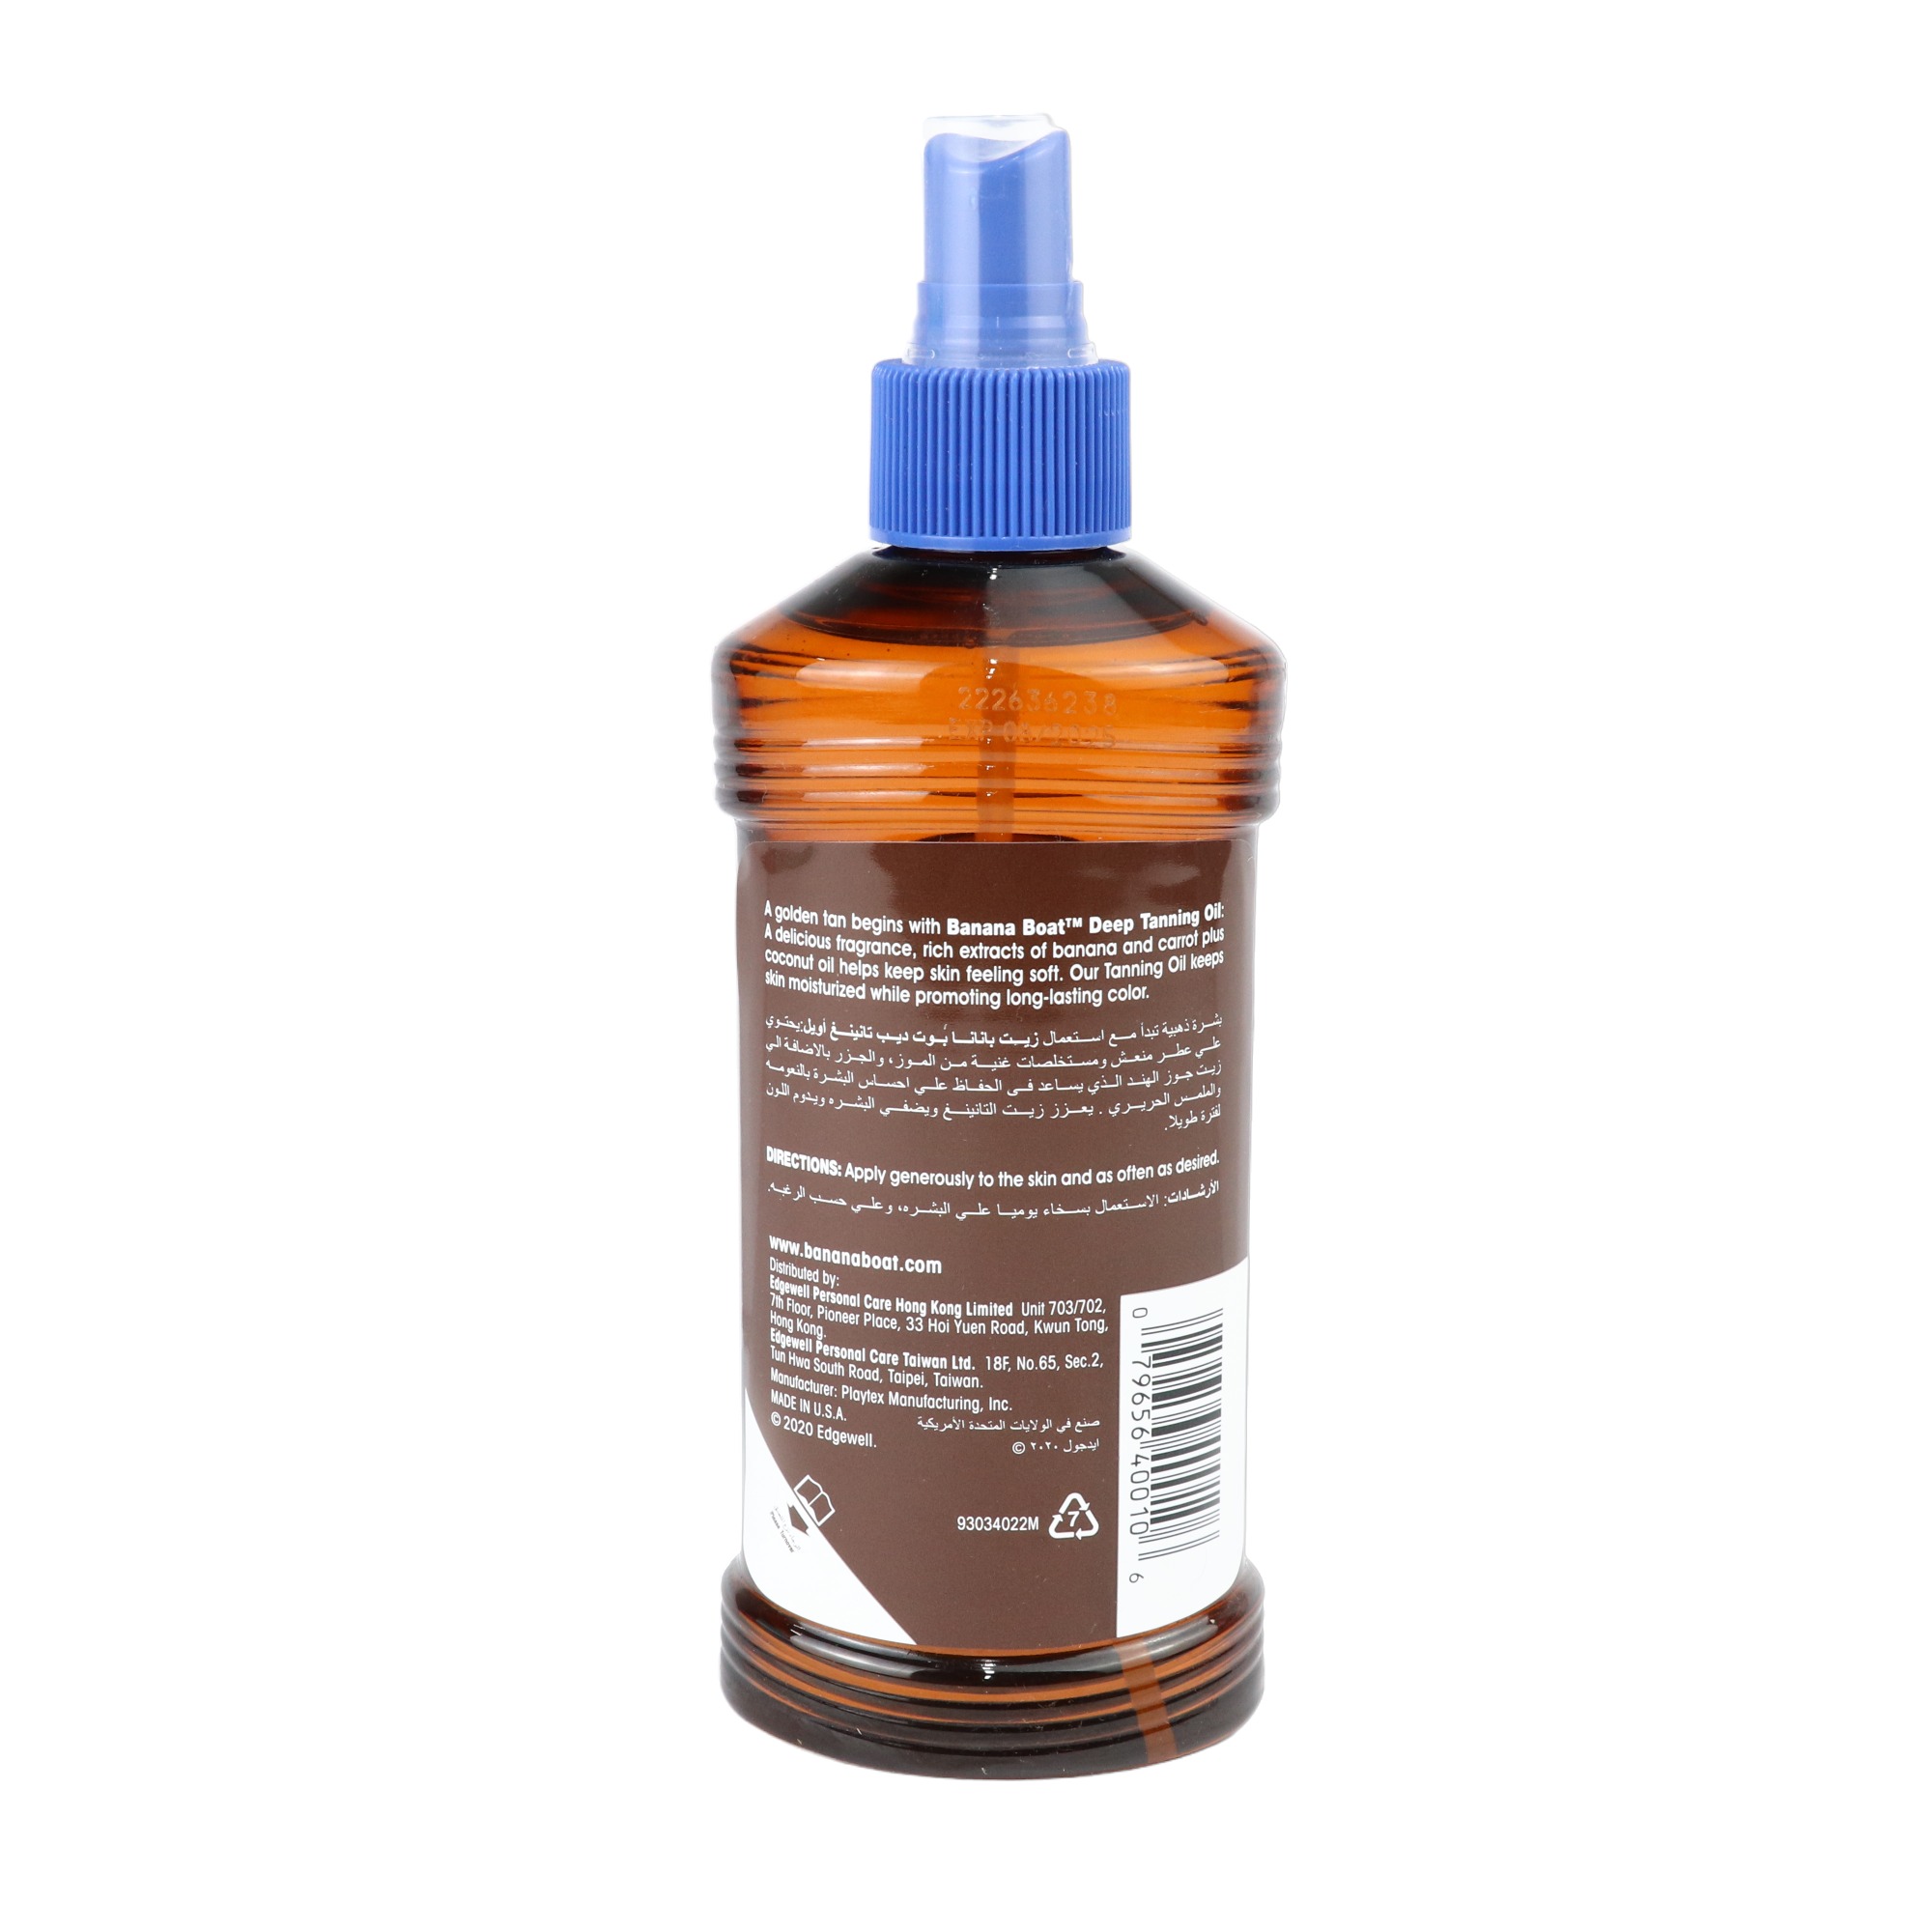 222636238
EXP 08/2025
A golden tan begins with Banana Boat™ Deep Tanning Oil:
A delicious fragrance, rich extracts of banana and carrot plus
coconut oil helps keep skin feeling soft. Our Tanning Oil keeps
skin moisturized while promoting long-lasting color.
بشرة ذهبية تبدأ مع استعمال زيت بانانا بُوت ديب تانينغ أويل:يحتوي
علي عطر منعش ومستخلصات غنية من الموز، والجزر بالاضافة الي
زيت جوز الهند الذي يساعد فى الحفاظ علي احساس البشرة بالنعومه
والملمس الحريري . يعزز زيت التانينغ ويضفي البشره ويدوم اللون
لفترة طويلا.
DIRECTIONS: Apply generously to the skin and as often as desired.
الأرشادات: الاستعمال بسخاء يوميا علي البشره، وعلي حسب الرغبه.
www.bananaboat.com
Distributed by:
Edgewell Personal Care Hong Kong Limited Unit 703/702,
7th Floor, Pioneer Place, 33 Hoi Yuen Road, Kwun Tong,
Hong Kong.
Edgewell Personal Care Taiwan Ltd. 18F, No.65, Sec.2,
Tun Hwa South Road, Taipei, Taiwan.
Manufacturer: Playtex Manufacturing, Inc.
MADE IN U.S.A.
صنع في الولايات المتحدة الأمريكية
© 2020 Edgewell.
ايدجول ٢٠٢٠ ©
93034022M
7
0 79656 40010 6